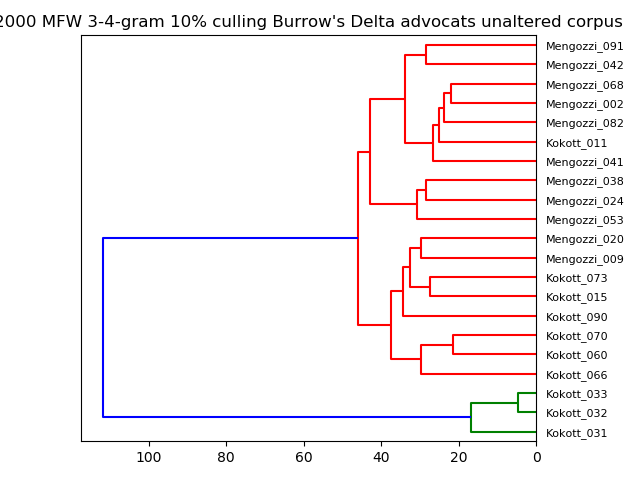 2000 MFW 3-4-gram 10% culling Burrow's Delta advocats unaltered corpus
Mengozzi_091
Mengozzi_042
Mengozzi_068
Mengozzi_002
Mengozzi_082
Kokott_011
Mengozzi_041
Mengozzi_038
Mengozzi_024
Mengozzi_053
Mengozzi_020
Mengozzi_009
Kokott_073
Kokott_015
Kokott_090
Kokott_070
Kokott_060
Kokott_066
Kokott_033
Kokott_032
Kokott_031
100 80 60 40 20 0